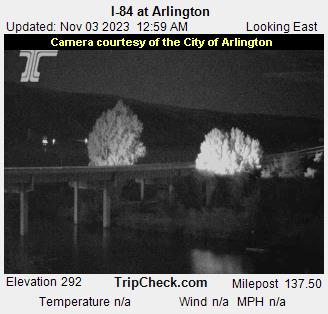 I-84 at Arlington
Updated: Nov 03 2023 12:59 AM Looking East
Camera courtesy of the City of Arlington
Elevation 292 TripCheck.com Milepost 137.50
Temperature n/a Wind n/a MPH n/a